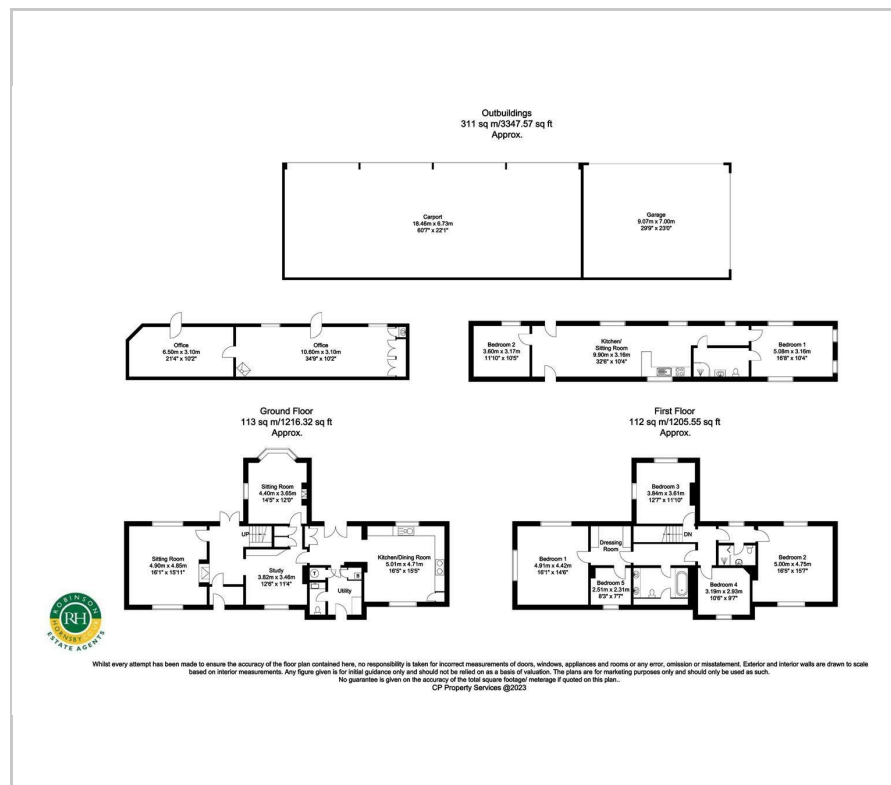 Outbuildings
311 sq m/3347.57 sq ft
Approx.
Carport
18.46m x 6.73m
60'7" x 22'1"
Garage
9.07m x 7.00m
29'9" x 23'0"
Office
6.50m x 3.10m
21'4" x 10'2"
Office
10.60m x 3.10m
34'9" x 10'2"
Bedroom 2
3.60m x 3.17m
11'10" x 10'5"
Kitchen/
Sitting Room
9.90m x 3.16m
32'6" x 10'4"
Bedroom 1
5.08m x 3.16m
16'8" x 10'4"
Ground Floor
113 sq m/1216.32 sq ft
Approx.
Sitting Room
4.40m x 3.65m
14'5" x 12'0"
UP
Sitting Room
4.90m x 4.85m
16'1" x 15'11"
Study
3.82m x 3.46m
12'6" x 11'4"
T
B
Utility
Kitchen/Dining Room
5.01m x 4.71m
16'5" x 15'5"
First Floor
112 sq m/1205.55 sq ft
Approx.
Bedroom 3
3.84m x 3.61m
12'7" x 11'10"
DN
Dressing
Room
Bedroom 1
4.91m x 4.42m
16'1" x 14'6"
Bedroom 5
2.51m x 2.31m
8'3" x 7'7"
Bedroom 4
3.19m x 2.93m
10'6" x 9'7"
Bedroom 2
5.00m x 4.75m
16'5" x 15'7"
ROBINSON
HORNSBY
RH
ESTATE AGENTS
Whilst every attempt has been made to ensure the accuracy of the floor plan contained here, no responsibility is taken for incorrect measurements of doors, windows, appliances and rooms or any error, omission or misstatement. Exterior and interior walls are drawn to scale
based on interior measurements. Any figure given is for initial guidance only and should not be relied on as a basis of valuation. The plans are for marketing purposes only and should only be used as such.
No guarantee is given on the accuracy of the total square footage/ meterage if quoted on this plan..
CP Property Services @2023